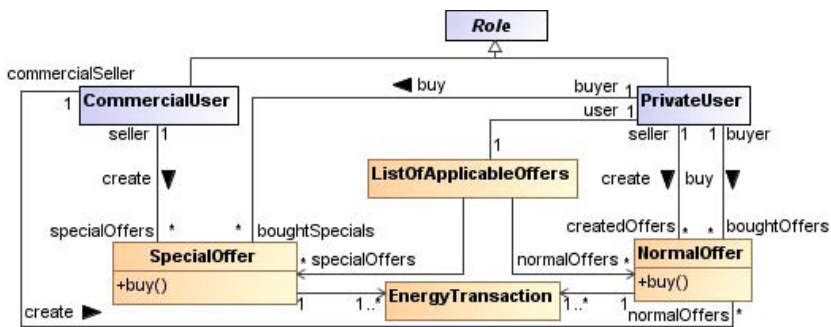 Role
commercialSeller
1 CommercialUser
buy
buyer 1
user 1
PrivateUser
seller 1
seller 1
1 buyer
1
ListOfApplicableOffers
create
create
buy
specialOffers *
* boughtSpecials
createdOffers *
* boughtOffers
SpecialOffer
+buy()
* specialOffers
normalOffers *
NormalOffer
+buy()
1
1..*
EnergyTransaction
1..*
1
create
normalOffers *